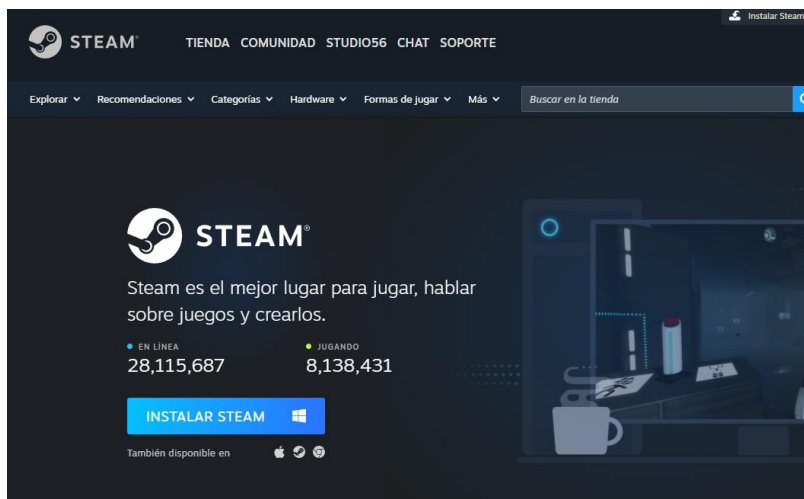 Instalar Steam
STEAM®
TIENDA COMUNIDAD STUDIO56 CHAT SOPORTE
Explorar Recomendaciones Categorías Hardware Formas de jugar Más Buscar en la tienda
STEAM®
Steam es el mejor lugar para jugar, hablar
sobre juegos y crearlos.
EN LÍNEA JUGANDO
28,115,687 8,138,431
INSTALAR STEAM
También disponible en